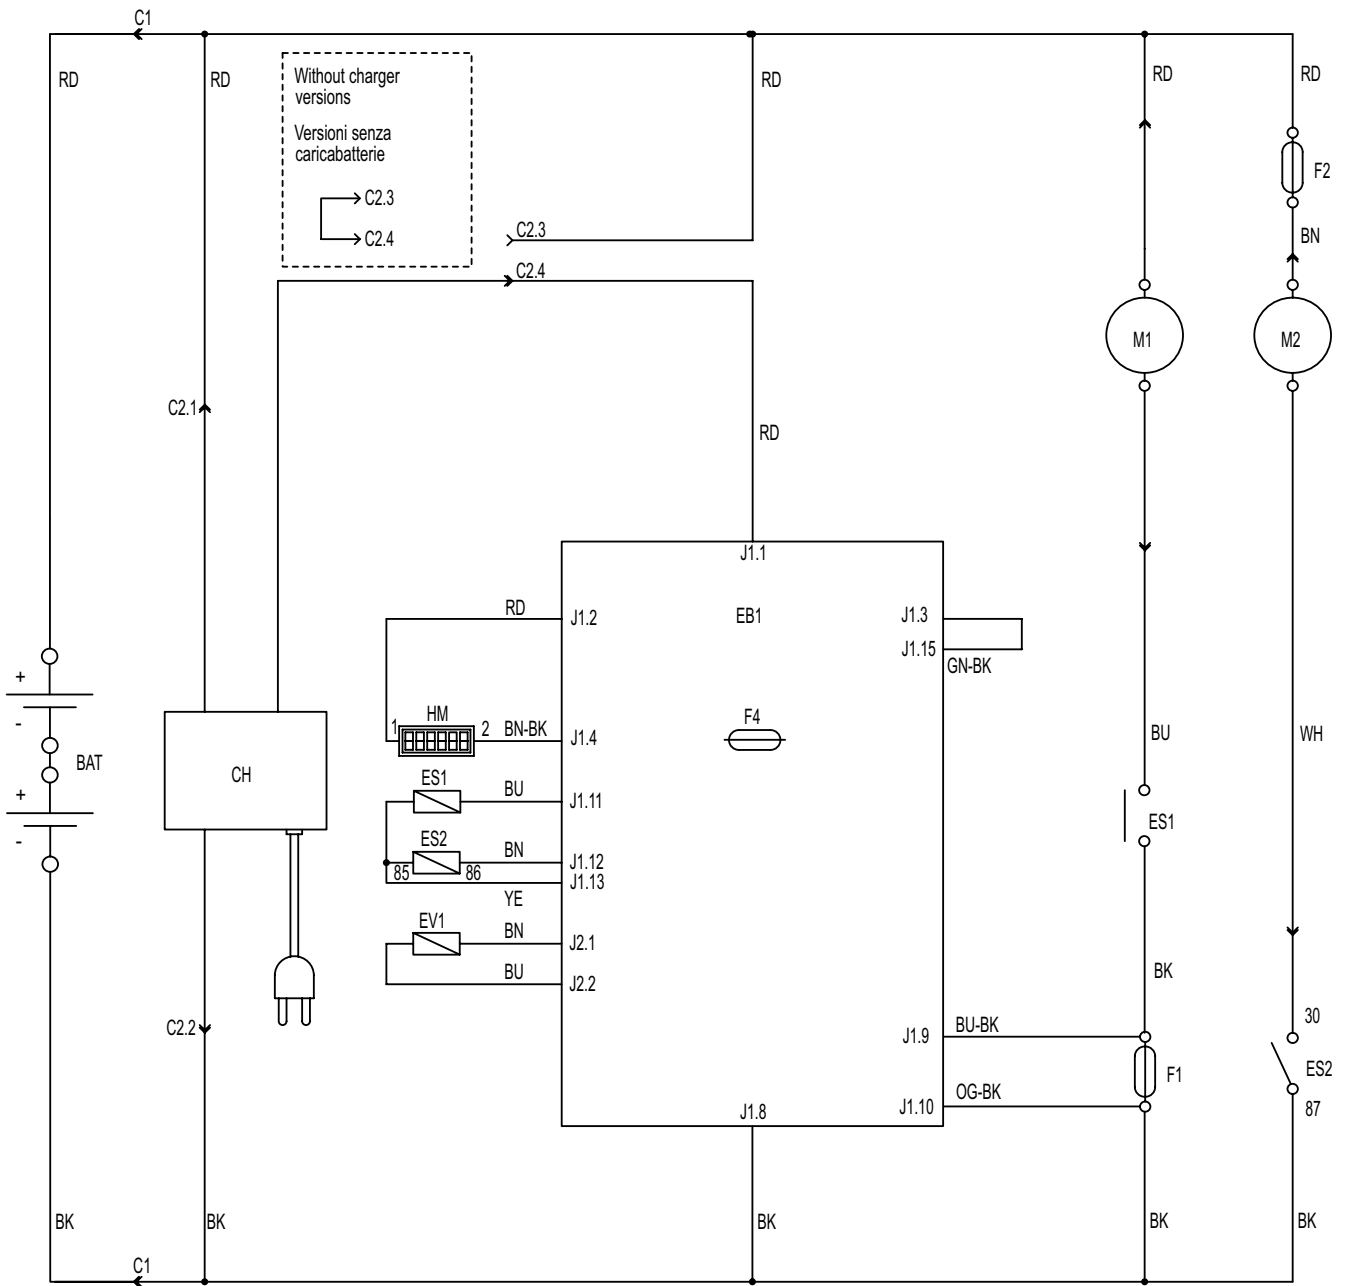 C1
RD
RD
RD
RD
RD
Without charger
versions
Versioni senza
caricabatterie
C2.3
C2.4
C2.3
C2.4
F2
BN
M1
M2
C2.1
RD
J1.1
RD
J1.2
EB1
J1.3
J1.15
GN-BK
+
-
BAT
+
-
CH
1
HM
2
BN-BK
J1.4
F4
BU
WH
ES1
BU
J1.11
ES1
ES2
BN
J1.12
85
86
J1.13
YE
EV1
BN
J2.1
BU
J2.2
BK
C2.2
J1.9
BU-BK
30
F1
ES2
J1.10
OG-BK
87
J1.8
BK
BK
BK
BK
BK
C1